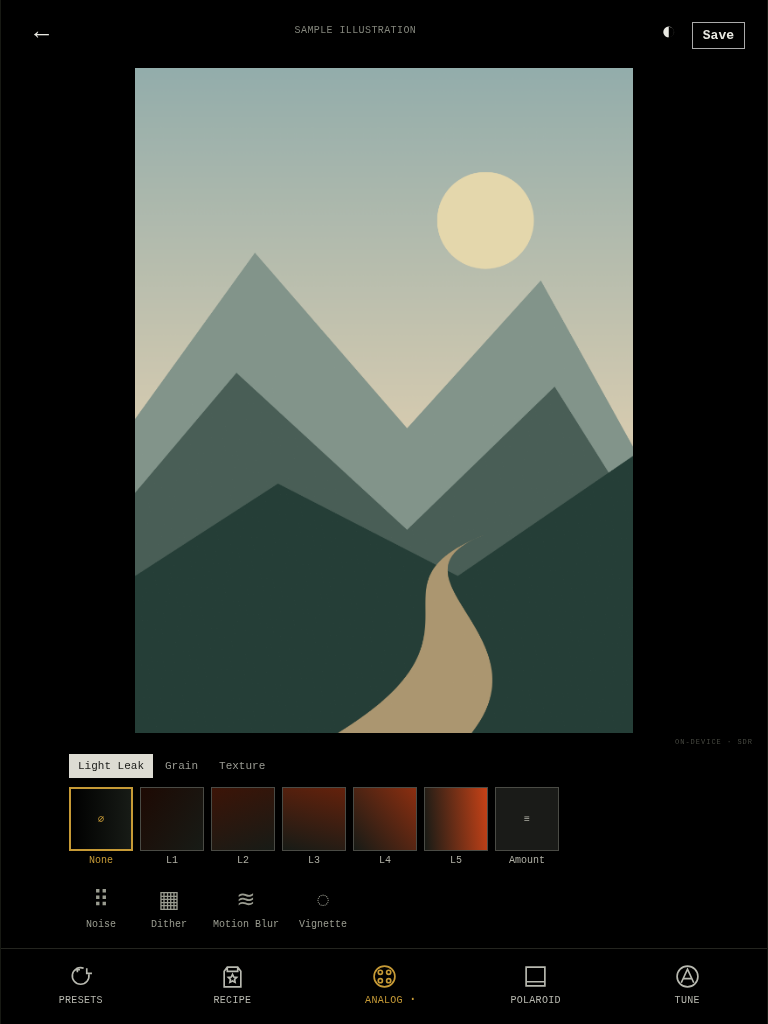 SAMPLE ILLUSTRATION
Save
ON-DEVICE · SDR
Light Leak Grain Texture
None L1 L2 L3 L4 L5 Amount
Noise Dither Motion Blur Vignette
PRESETS RECIPE ANALOG · POLAROID TUNE